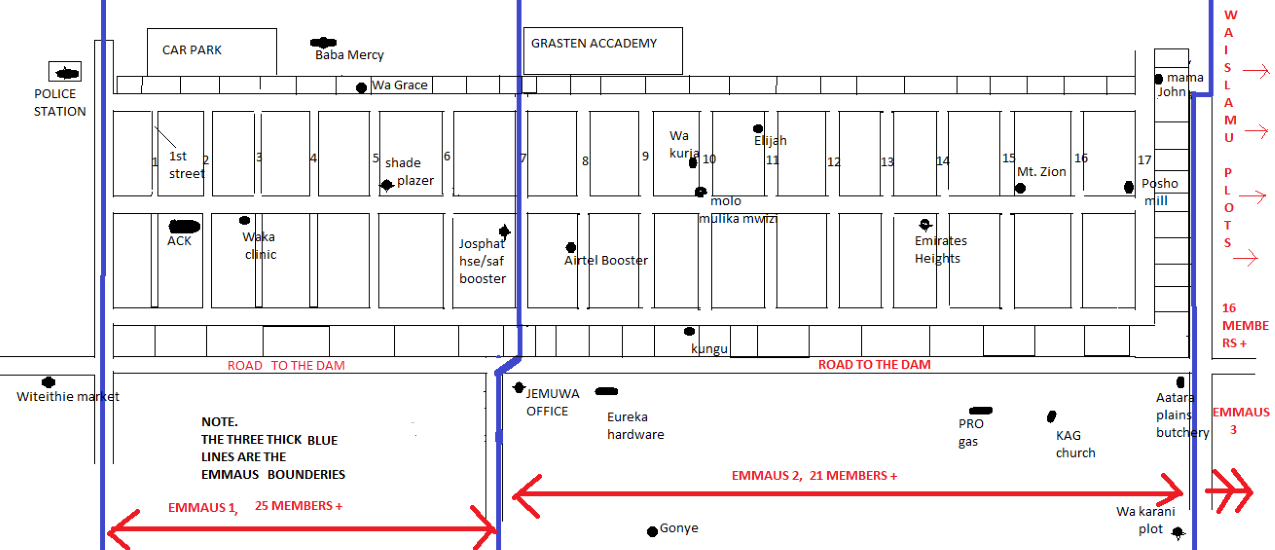 CAR PARK
Baba Mercy
GRASTEN ACCADEMY
W
A
I
S
L
A
M
U
P
L
O
T
S
POLICE
STATION
Wa Grace
mama
John
1st
street
1
2
3
4
5
6
7
8
9
10
11
12
13
14
15
16
17
shade
plazer
Wa
kuria
Elijah
Mt. Zion
Posho
mill
molo
mulika mwizi
ACK
Waka
clinic
Josphat
hse/saf
booster
Airtel Booster
Emirates
Heights
16
MEMBE
RS +
kungu
ROAD TO THE DAM
ROAD TO THE DAM
Witeithie market
JEMUWA
OFFICE
Eureka
hardware
PRO
gas
KAG
church
Aatara
plains
butchery
EMMAUS
3
NOTE.
THE THREE THICK BLUE
LINES ARE THE
EMMAUS BOUNDERIES
EMMAUS 1, 25 MEMBERS +
EMMAUS 2, 21 MEMBERS +
Gonye
Wa karani
plot